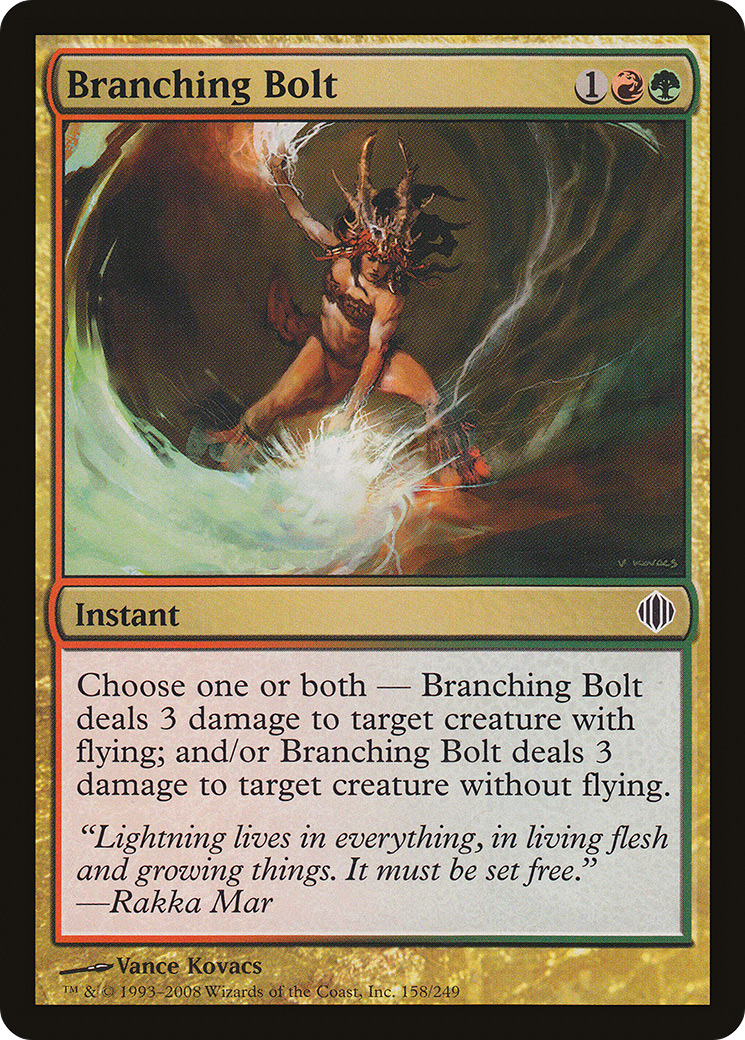 Branching Bolt
1
V KOVACS
Instant
Choose one or both — Branching Bolt
deals 3 damage to target creature with
flying; and/or Branching Bolt deals 3
damage to target creature without flying.
“Lightning lives in everything, in living flesh
and growing things. It must be set free.”
—Rakka Mar
Vance Kovacs
™ & © 1993–2008 Wizards of the Coast, Inc. 158/249